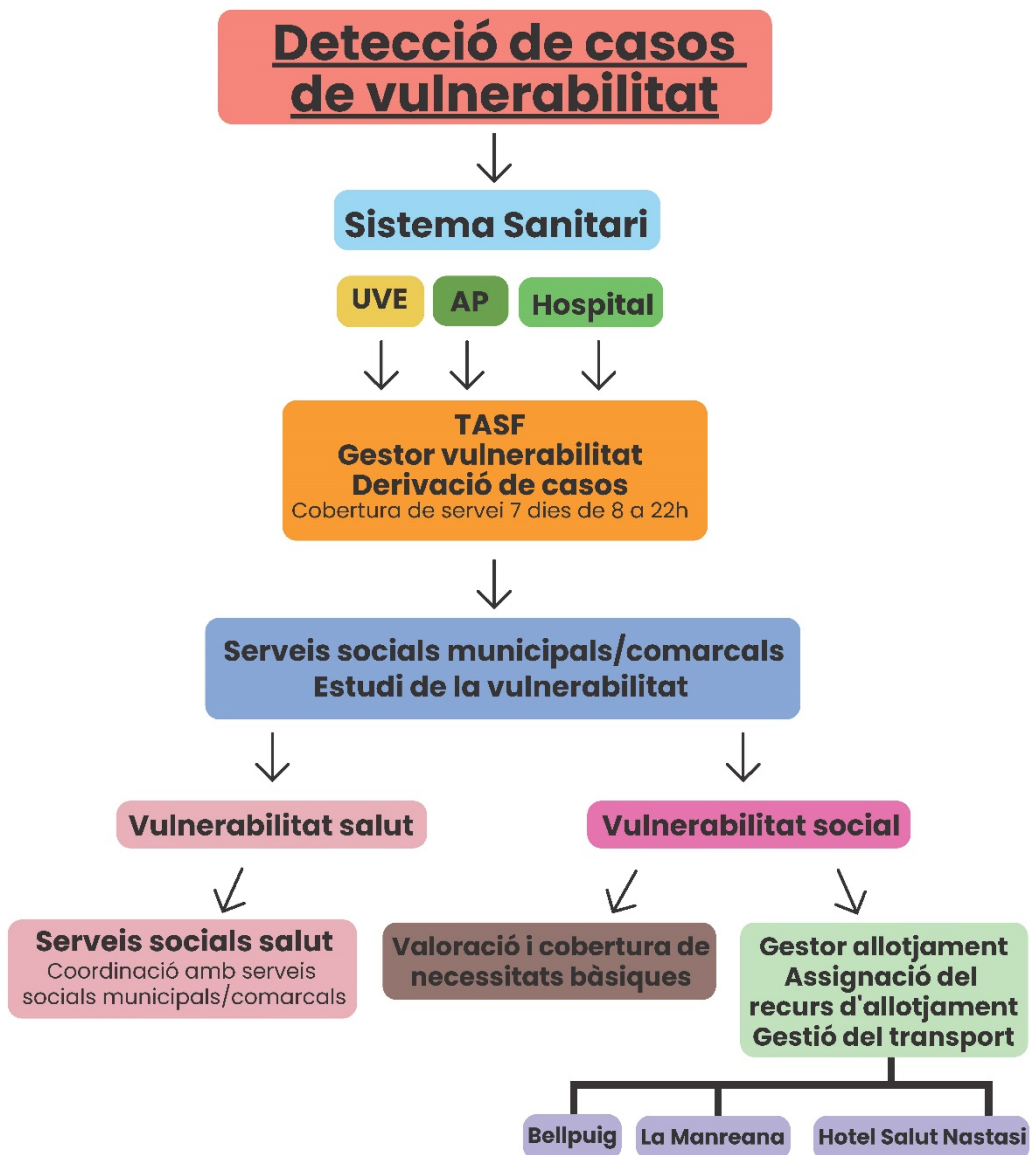 Detecció de casos
de vulnerabilitat
Sistema Sanitari
UVE
AP
Hospital
TASF
Gestor vulnerabilitat
Derivació de casos
Cobertura de servei 7 dies de 8 a 22h
Serveis socials municipals/comarcals
Estudi de la vulnerabilitat
Vulnerabilitat salut
Vulnerabilitat social
Serveis socials salut
Coordinació amb serveis
socials municipals/comarcals
Valoració i cobertura de
necessitats bàsiques
Gestor allotjament
Assignació del
recurs d'allotjament
Gestió del transport
Bellpuig
La Manreana
Hotel Salut Nastasi